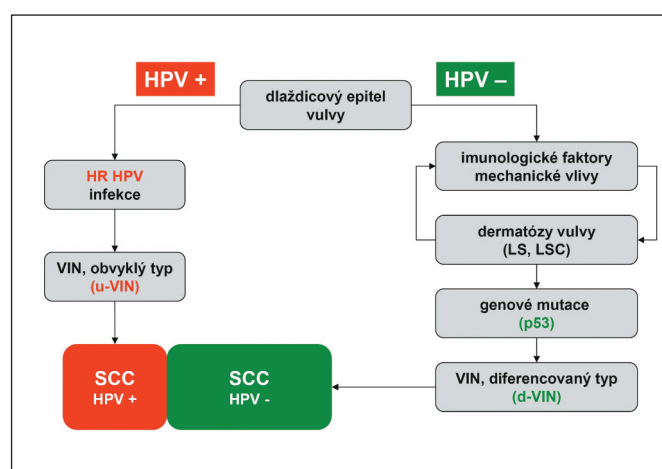 HPV +
HPV –
dlaždicový epitel
vulvy
HR HPV
infekce
VIN, obvyklý typ
(u-VIN)
imunologické faktory
mechanické vlivy
dermatózy vulvy
(LS, LSC)
genové mutace
(p53)
VIN, diferencovaný typ
(d-VIN)
SCC
HPV +
SCC
HPV -